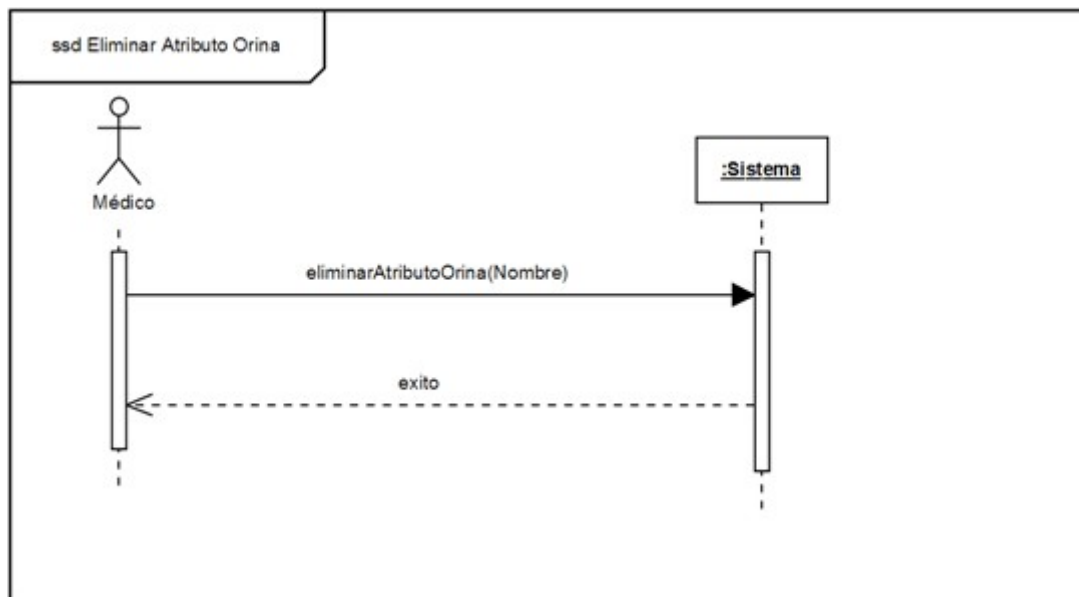 ssd Eliminar Atributo Orina
:Sistema
Médico
eliminarAtributoOrina(Nombre)
exito